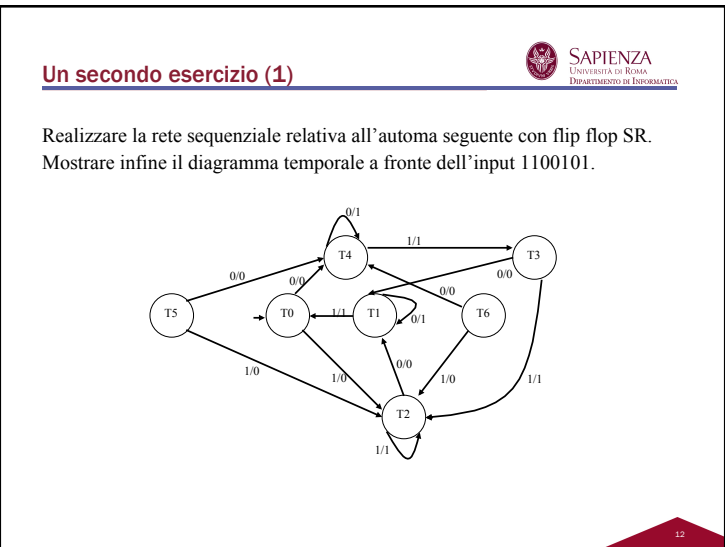 Un secondo esercizio (1)
SAPIENZA
UNIVERSITÀ DI ROMA
DIPARTIMENTO DI INFORMATICA
Realizzare la rete sequenziale relativa all'automa seguente con flip flop SR.
Mostrare infine il diagramma temporale a fronte dell'input 1100101.
0/1
1/1
T4
T3
0/0
0/0
0/0
0/0
T5
T0
1/1
T1
0/1
T6
0/0
1/0
1/0
1/0
1/1
T2
1/1
12